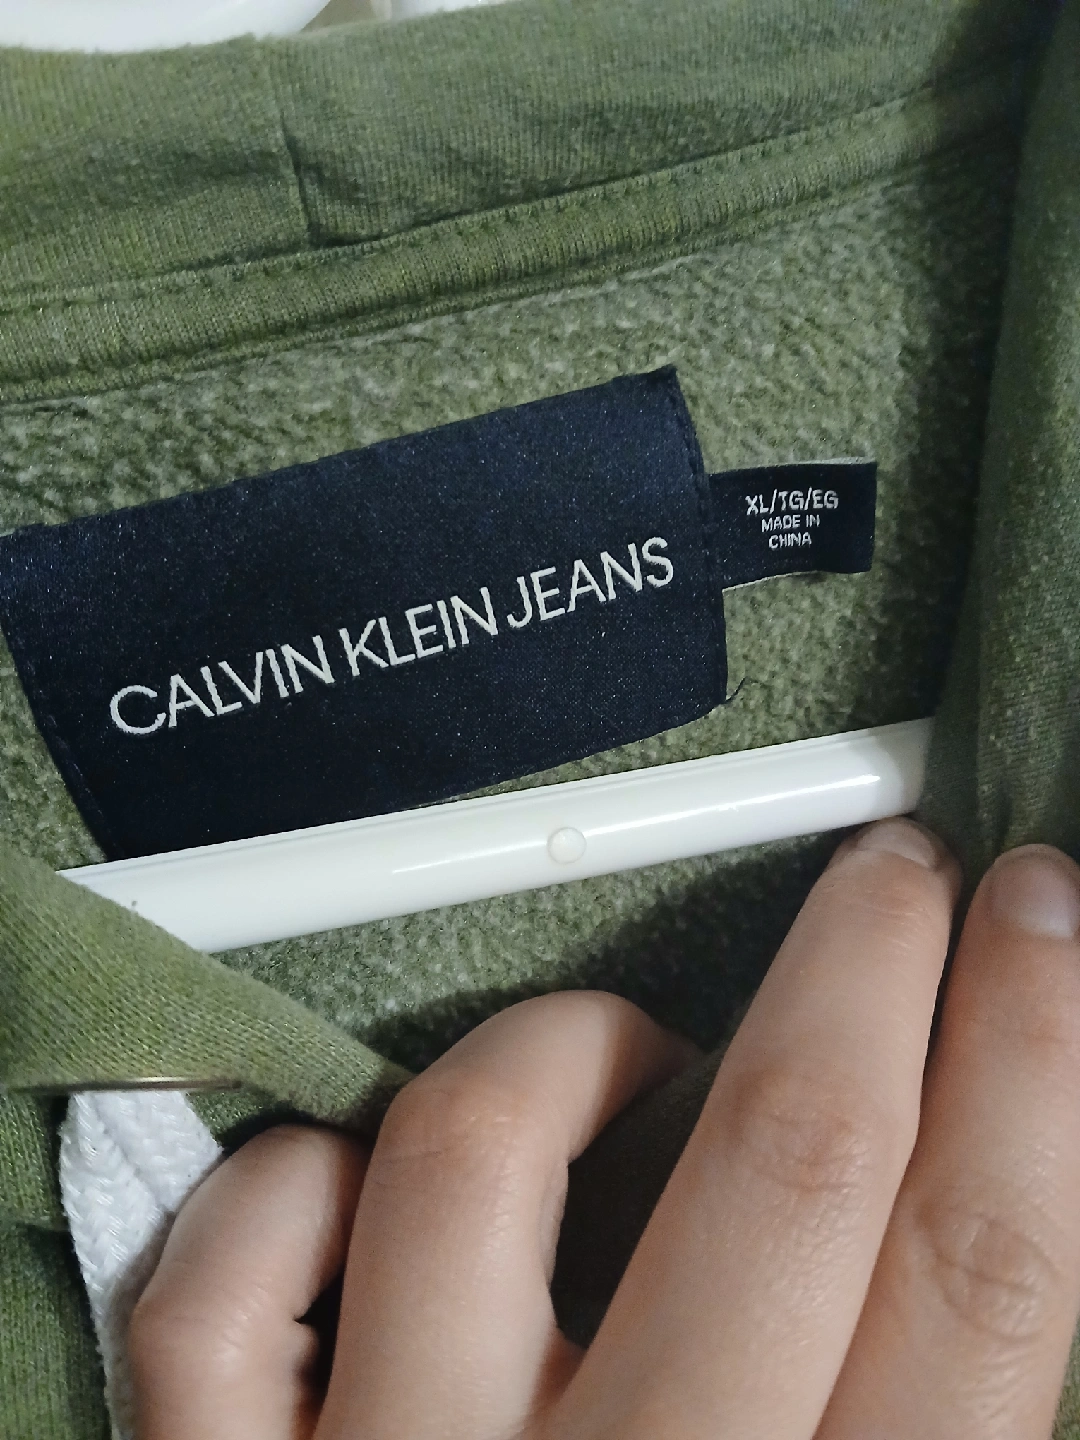 CALVIN KLEIN JEANS
XL/TG/EG
MADE IN
CHINA